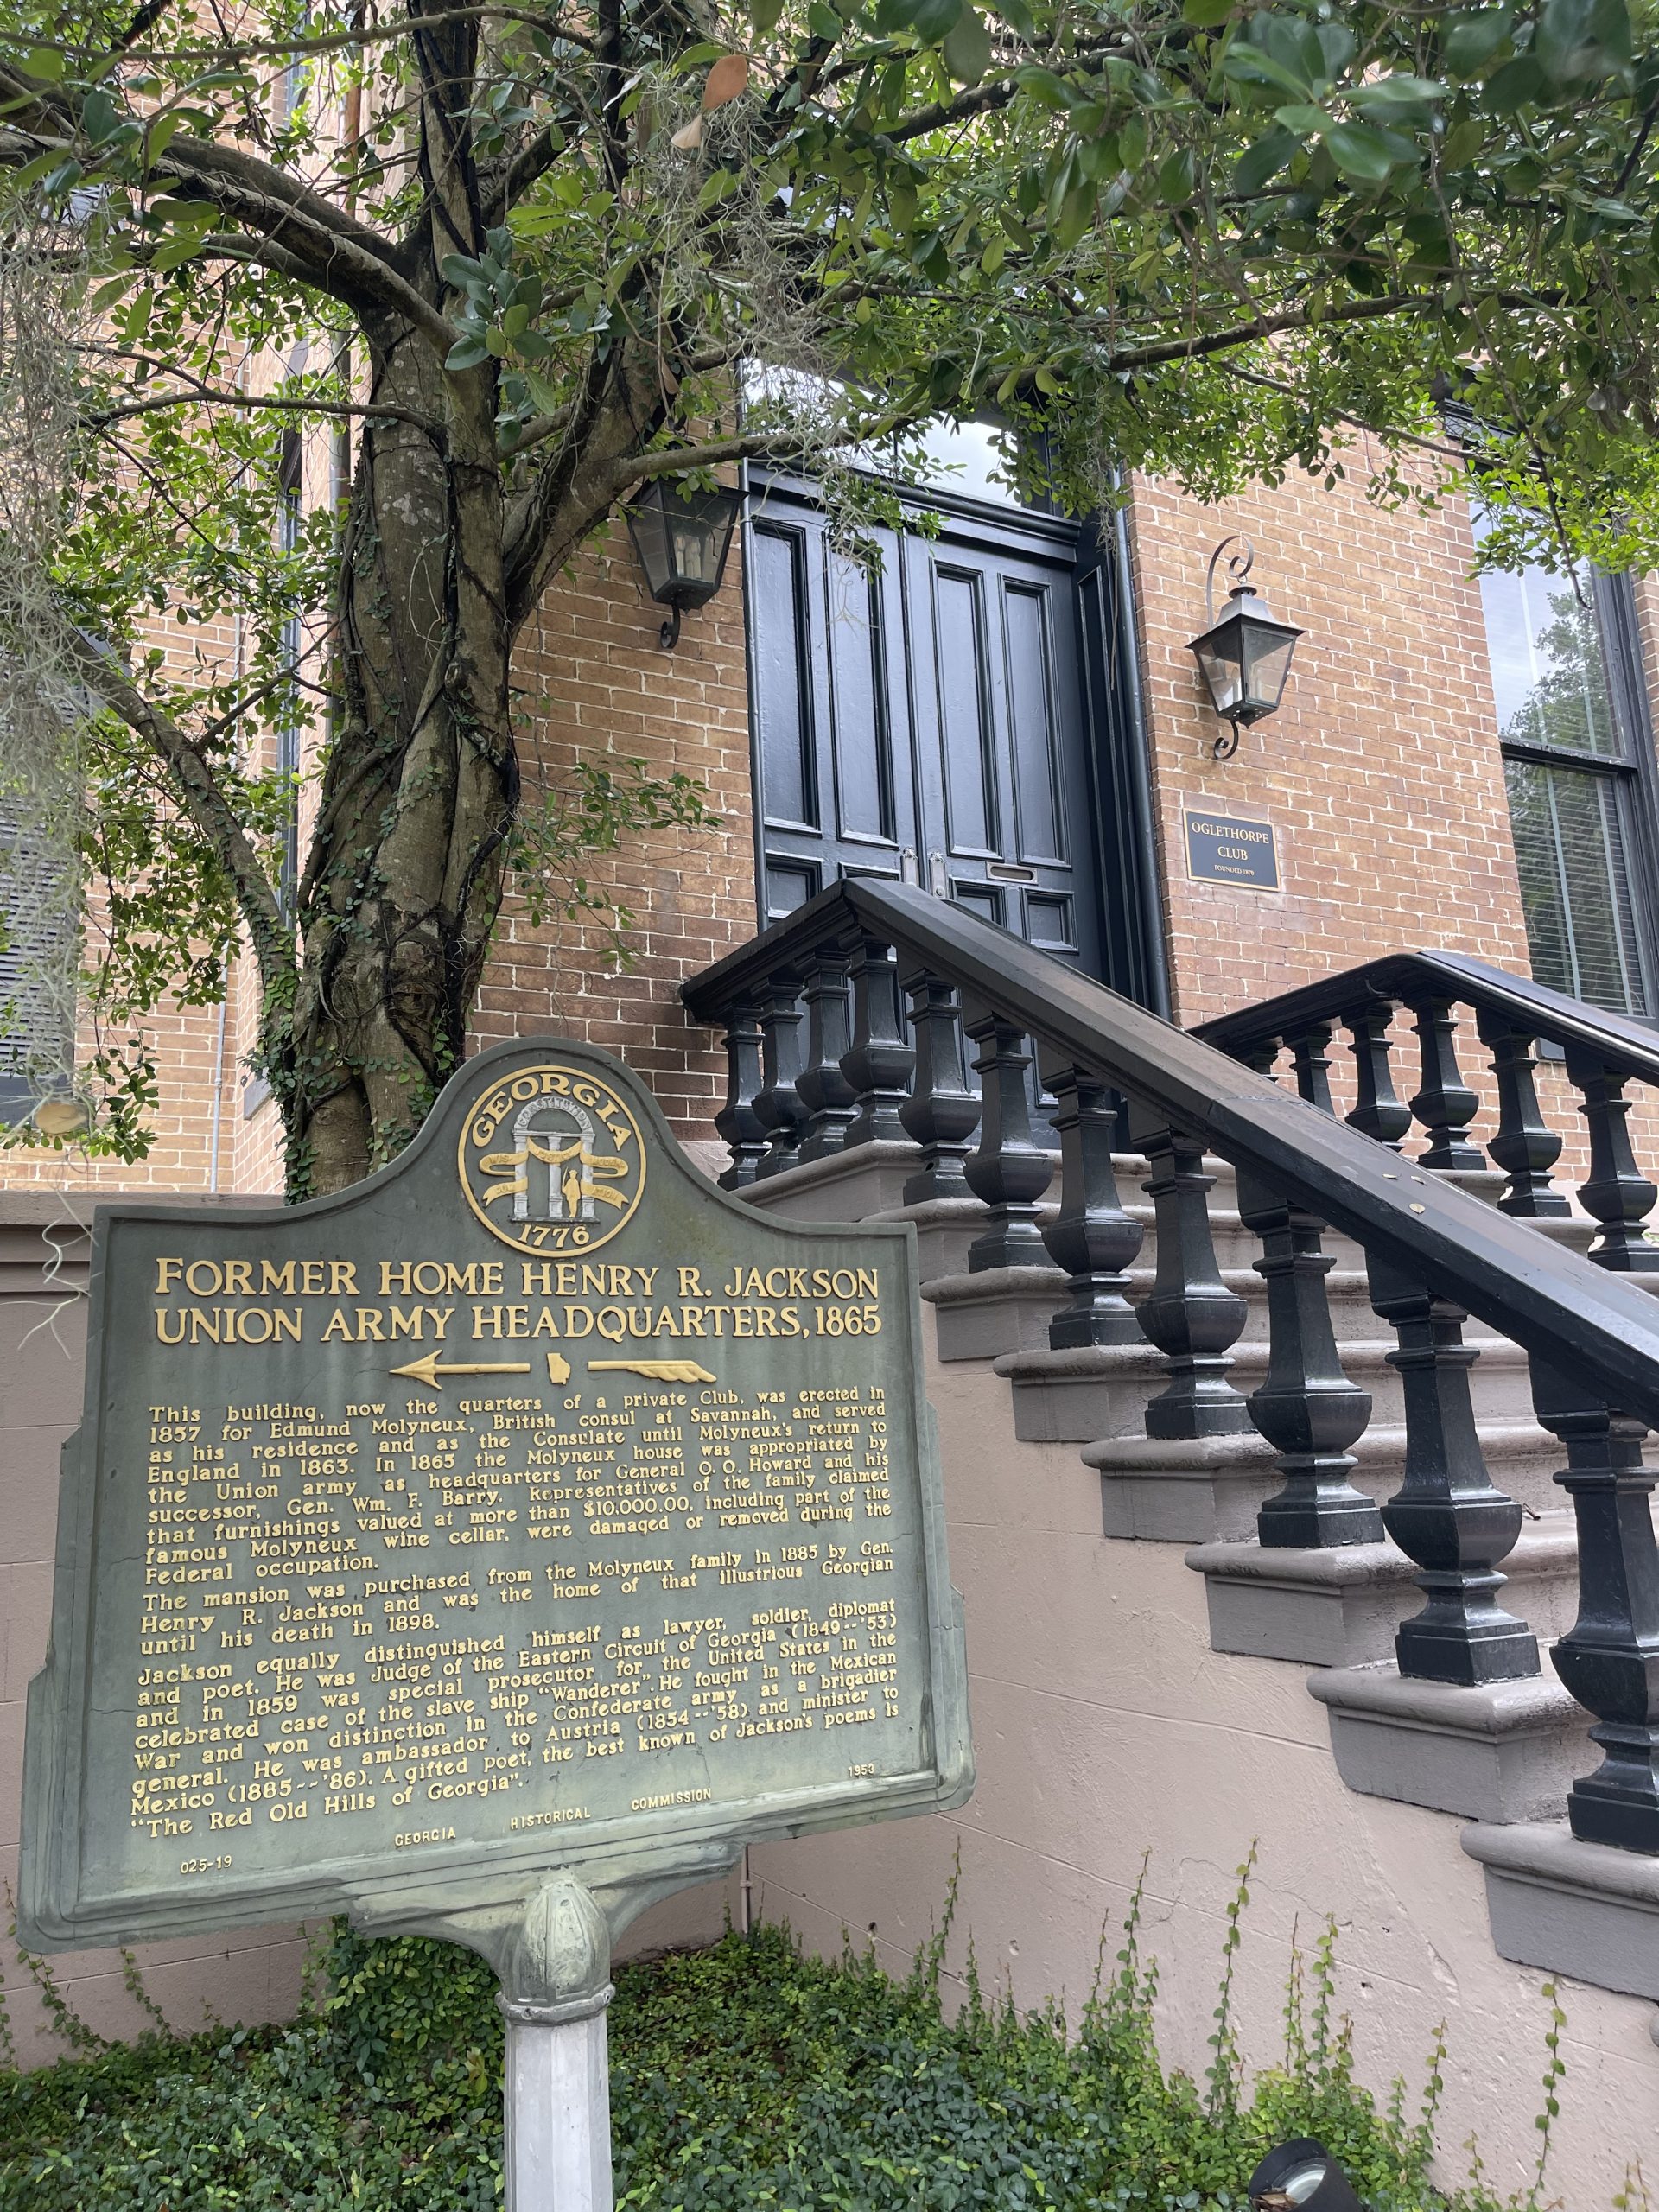 OGLETHORPE
CLUB
FOUNDED 1870
GEORGIA
CONSTITUTION
1776
FORMER HOME HENRY R. JACKSON
UNION ARMY HEADQUARTERS, 1865
This building, now the quarters of a private Club, was erected in
1857 for Edmund Molyneux, British consul at Savannah, and served
as his residence and as the Consulate until Molyneux's return to
England in 1863. In 1865 the Molyneux house was appropriated by
the Union army as headquarters for General O. O. Howard and his
successor, Gen. Wm. F. Barry. Representatives of the family claimed
that furnishings valued at more than $10.000.00, including part of the
famous Molyneux wine cellar, were damaged or removed during the
Federal occupation.
The mansion was purchased from the Molyneux family in 1885 by Gen.
Henry R. Jackson and was the home of that illustrious Georgian
until his death in 1898.
Jackson equally distinguished himself as lawyer, soldier, diplomat
and poet. He was Judge of the Eastern Circuit of Georgia (1849--'53)
and in 1859 was special prosecutor for the United States in the
celebrated case of the slave ship "Wanderer". He fought in the Mexican
War and won distinction in the Confederate army as a brigadier
general. He was ambassador to Austria (1854--'58) and minister to
Mexico (1885--'86). A gifted poet, the best known of Jackson's poems is
"The Red Old Hills of Georgia".
025-19 GEORGIA HISTORICAL COMMISSION 1953